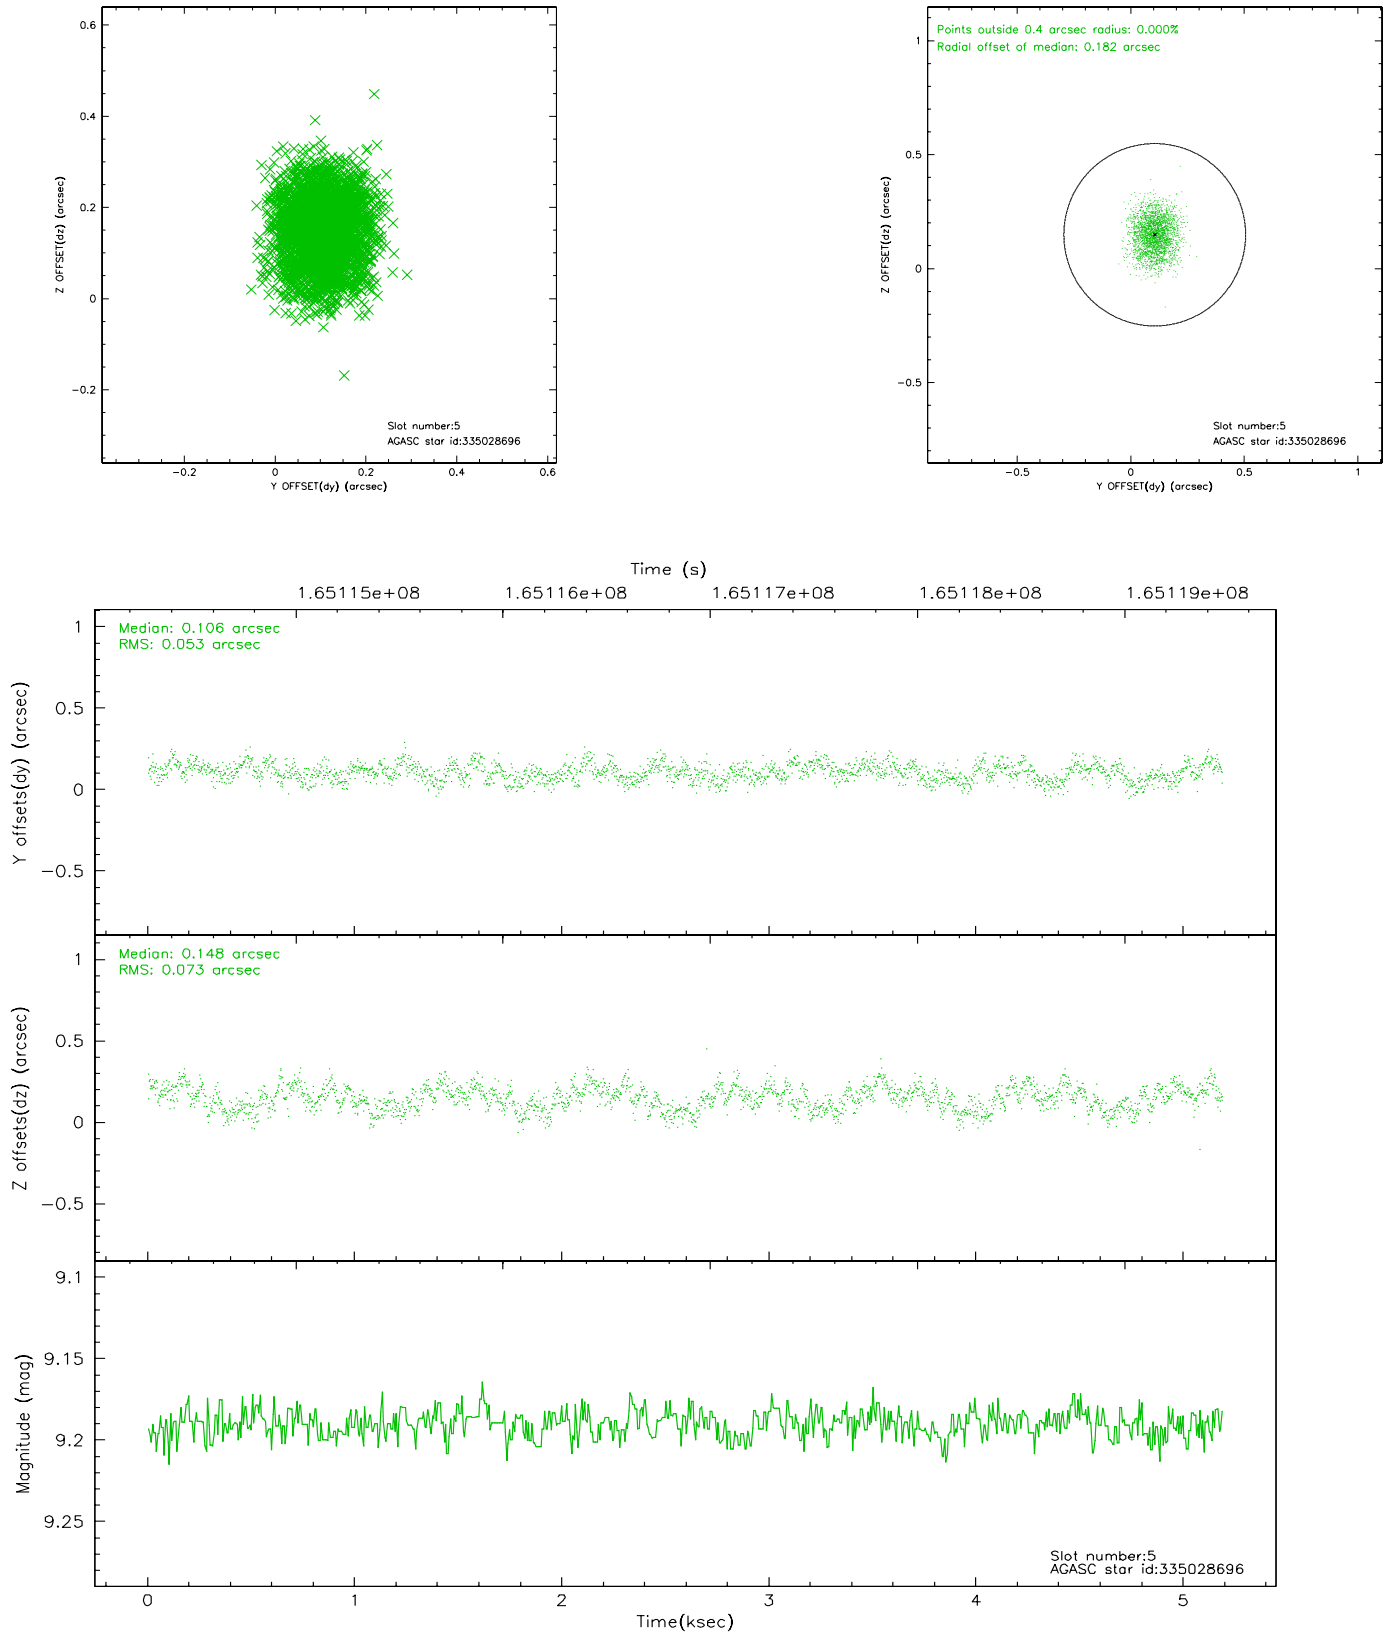 0.6
0.4
0.2
0
−0.2
Z OFFSET(dz) (arcsec)
Slot number:5
AGASC star id:335028696
−0.2 0 0.2 0.4 0.6
Y OFFSET(dy) (arcsec)
Points outside 0.4 arcsec radius: 0.000%
Radial offset of median: 0.182 arcsec
1
0.5
0
−0.5
Z OFFSET(dz) (arcsec)
Slot number:5
AGASC star id:335028696
−0.5 0 0.5 1
Y OFFSET(dy) (arcsec)
Time (s)
1.65115e+08 1.65116e+08 1.65117e+08 1.65118e+08 1.65119e+08
Median: 0.106 arcsec
RMS: 0.053 arcsec
1
0.5
0
−0.5
Y offsets(dy) (arcsec)
Median: 0.148 arcsec
RMS: 0.073 arcsec
1
0.5
0
−0.5
Z offsets(dz) (arcsec)
9.1
9.15
9.2
9.25
Magnitude (mag)
Slot number:5
AGASC star id:335028696
0 1 2 3 4 5
Time(ksec)